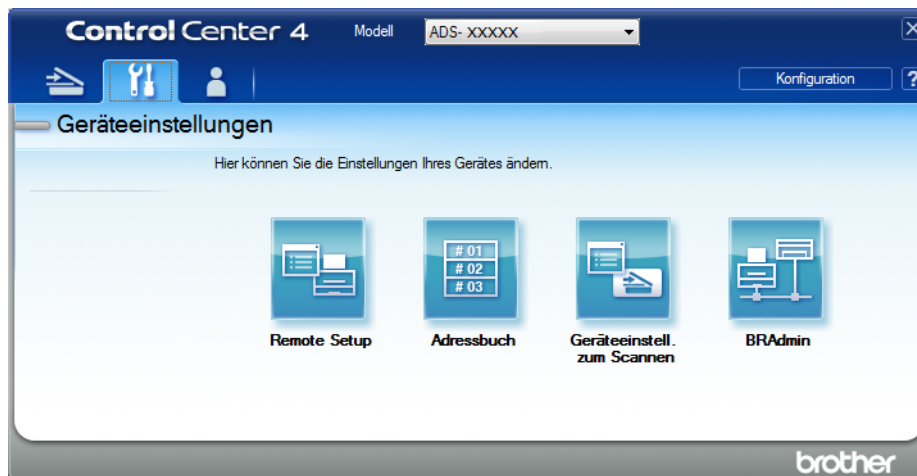 Control Center 4 Modell ADS- XXXXX X
Konfiguration ?
Geräteeinstellungen
Hier können Sie die Einstellungen Ihres Gerätes ändern.
# 01
# 02
# 03
Remote Setup
Adressbuch
Geräteeinstell.
zum Scannen
BRAdmin
brother